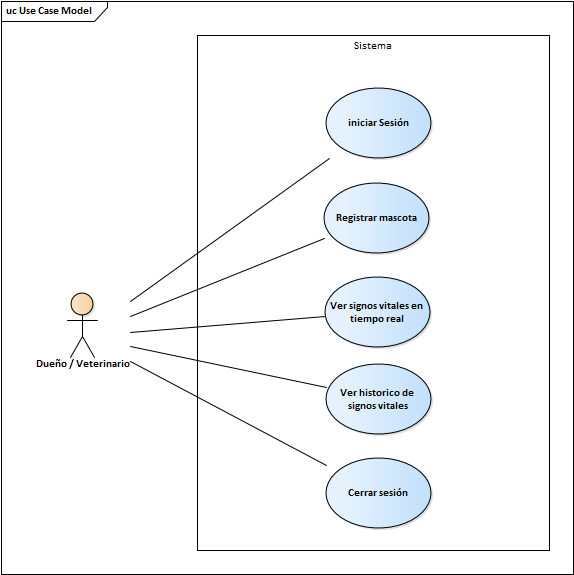 uc Use Case Model
Sistema
iniciar Sesión
Registrar mascota
Ver signos vitales en
tiempo real
Dueño / Veterinario
Ver historico de
signos vitales
Cerrar sesión